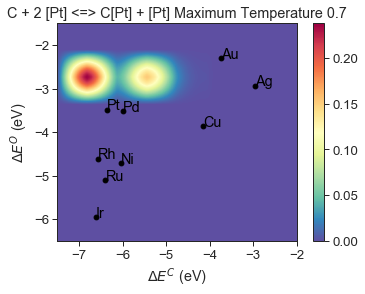 C + 2 [Pt] <=> C[Pt] + [Pt] Maximum Temperature 0.7
−2
−3
−4
−5
−6
ΔE^O (eV)
Au
Ag
Pt
Pd
Cu
Rh
Ni
Ru
Ir
−7
−6
−5
−4
−3
−2
ΔE^C (eV)
0.20
0.15
0.10
0.05
0.00